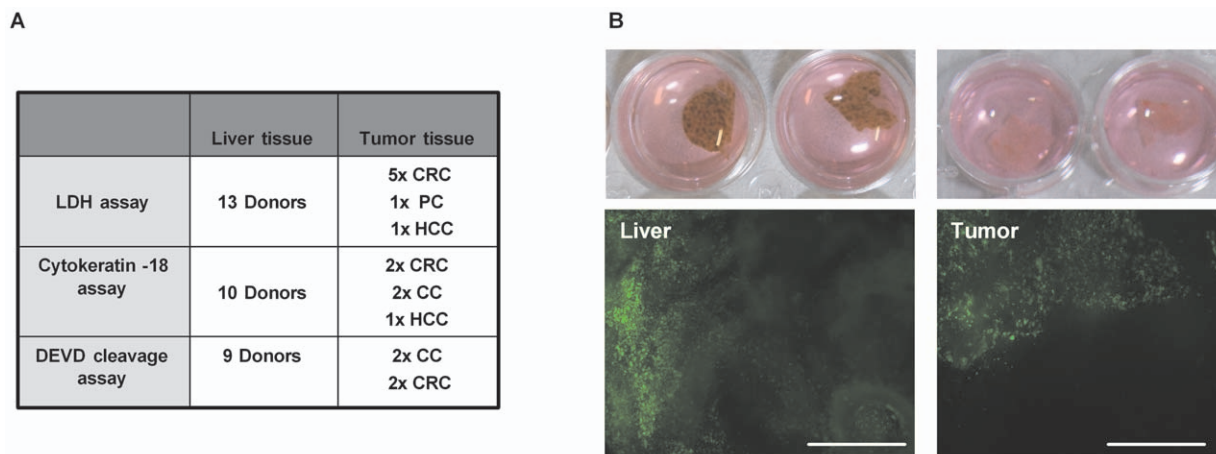 A
B
Liver tissue
Tumor tissue
LDH assay
13 Donors
5x CRC
1x PC
1x HCC
Cytokeratin -18
assay
10 Donors
2x CRC
2x CC
1x HCC
DEVD cleavage
assay
9 Donors
2x CC
2x CRC
Liver
Tumor